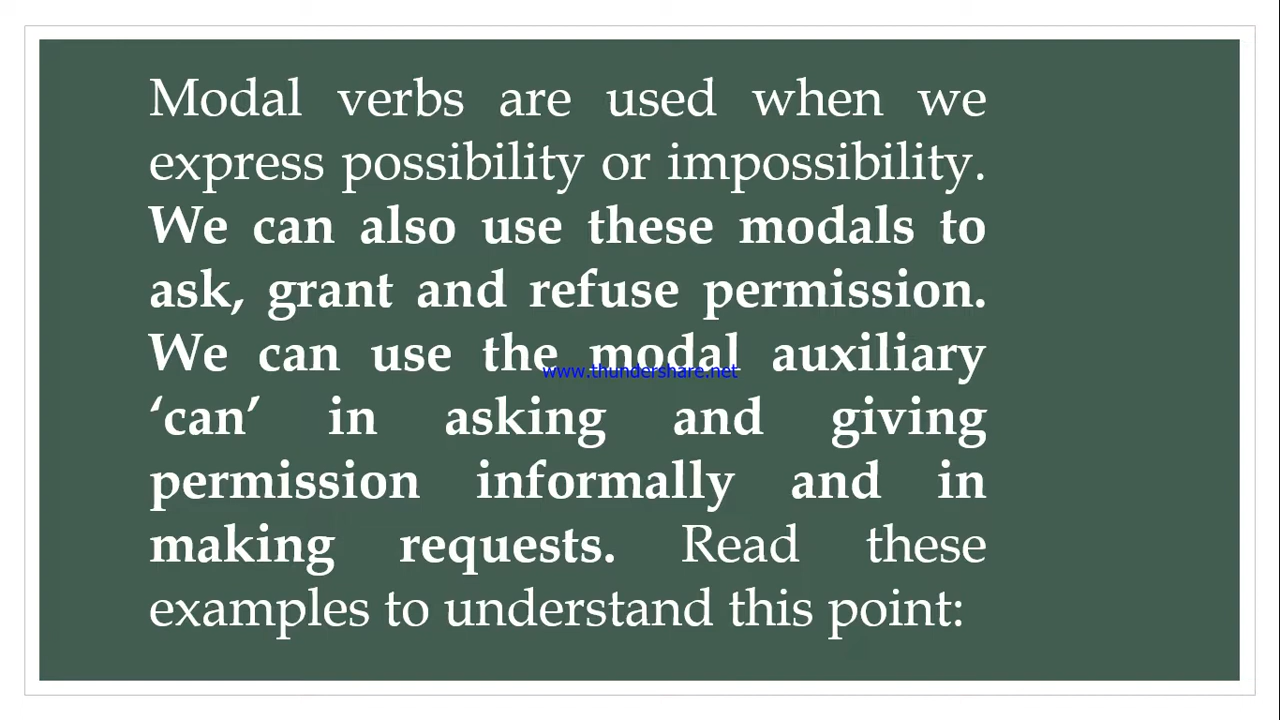 Modal verbs are used when we
express possibility or impossibility.
We can also use these modals to
ask, grant and refuse permission.
We can use the modal auxiliary
www.thundershare.net
‘can’ in asking and giving
permission informally and in
making requests. Read these
examples to understand this point: